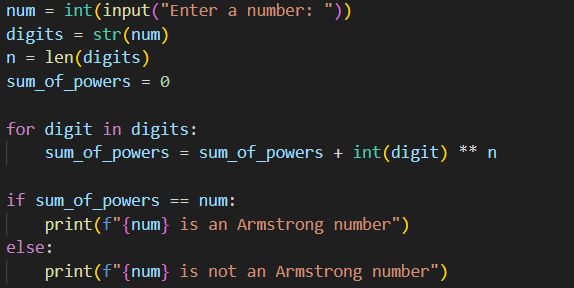 num = int(input("Enter a number: "))
digits = str(num)
n = len(digits)
sum_of_powers = 0

for digit in digits:
    sum_of_powers = sum_of_powers + int(digit) ** n

if sum_of_powers == num:
    print(f"{num} is an Armstrong number")
else:
    print(f"{num} is not an Armstrong number")